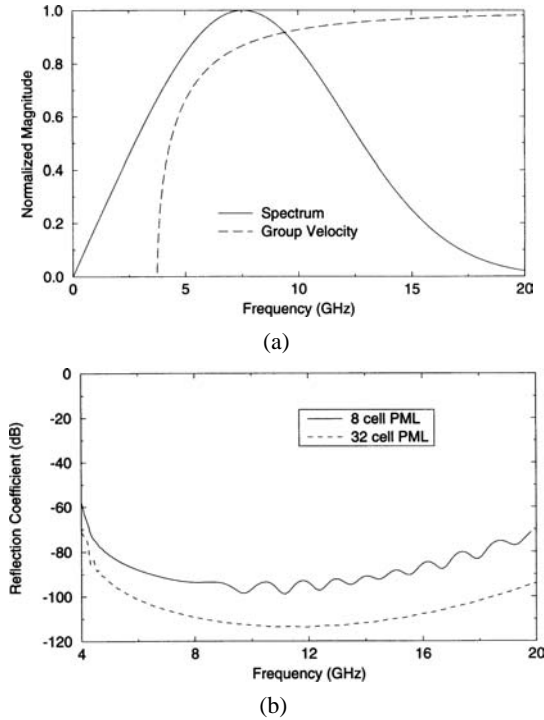 1.0
0.8
0.6
0.4
0.2
0.0
Normalized Magnitude
Spectrum
Group Velocity
0 5 10 15 20
Frequency (GHz)
(a)
0
-20
-40
-60
-80
-100
-120
Reflection Coefficient (dB)
8 cell PML
32 cell PML
4 8 12 16 20
Frequency (GHz)
(b)